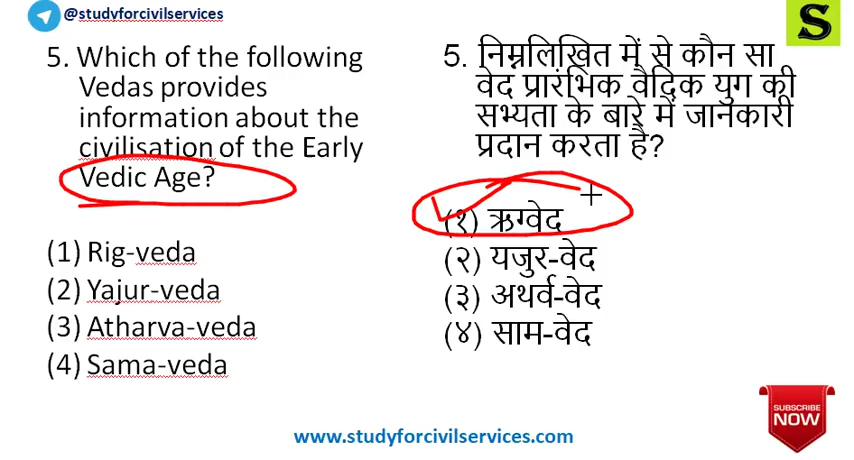 @studyforcivilservices
S
5. Which of the following
Vedas provides
information about the
civilisation of the Early
Vedic Age?
(1) Rig-veda
(2) Yajur-veda
(3) Atharva-veda
(4) Sama-veda
5. निम्नलिखित में से कौन सा
वेद प्रारंभिक वैदिक युग की
सभ्यता के बारे में जानकारी
प्रदान करता है?
(१) ऋग्वेद
(२) यजुर-वेद
(३) अथर्व-वेद
(४) साम-वेद
SUBSCRIBE
NOW
www.studyforcivilservices.com